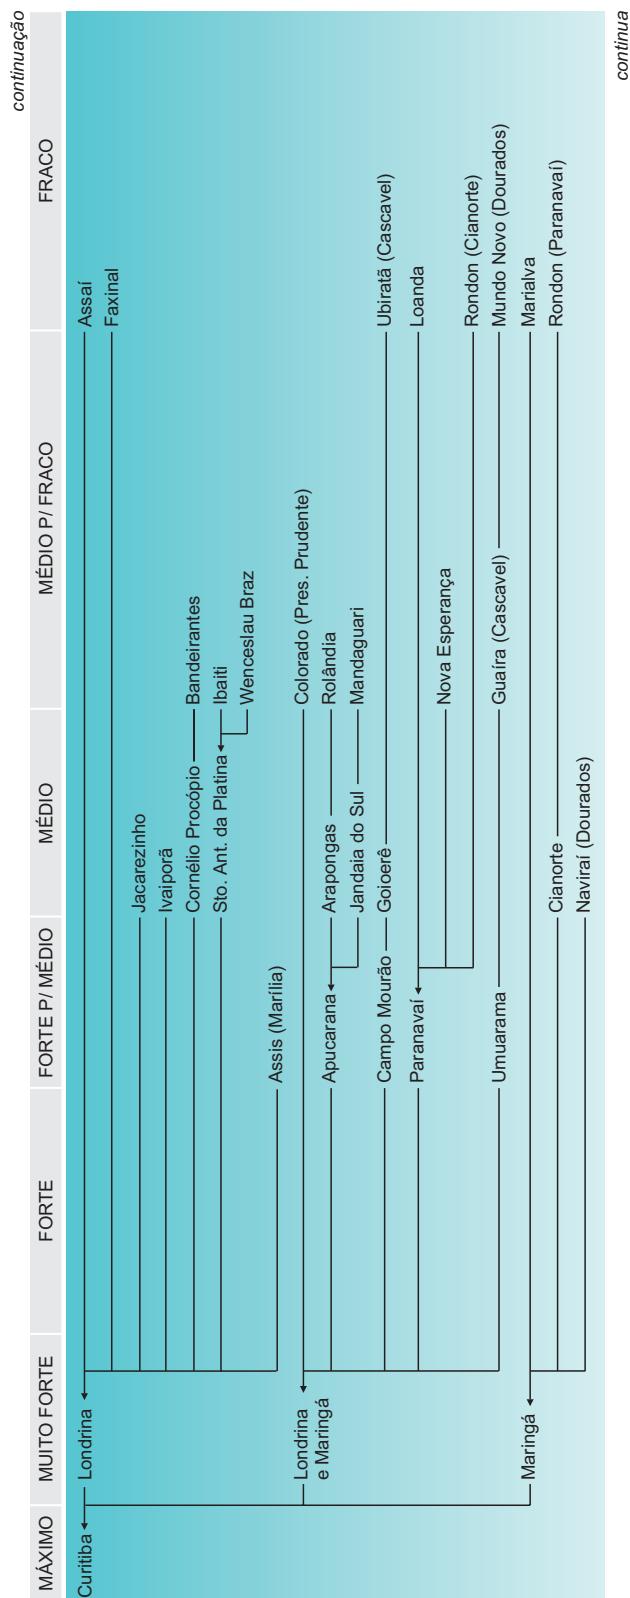 continuação
MÁXIMO
MUITO FORTE
FORTE
FORTE P/ MÉDIO
MÉDIO
MÉDIO P/ FRACO
FRACO
Curitiba
Londrina
Assaí
Faxinal
Jacarezinho
Ivaiporã
Cornélio Procópio
Bandeirantes
Sto. Ant. da Platina
Ibaiti
Wenceslau Braz
Assis (Marília)
Londrina
e Maringá
Colorado (Pres. Prudente)
Apucarana
Arapongas
Rolândia
Jandaia do Sul
Mandaguari
Campo Mourão
Goioerê
Ubiratã (Cascavel)
Paranavaí
Loanda
Nova Esperança
Rondon (Cianorte)
Umuarama
Guaíra (Cascavel)
Mundo Novo (Dourados)
Maringá
Marialva
Cianorte
Rondon (Paranavaí)
Naviraí (Dourados)
continua